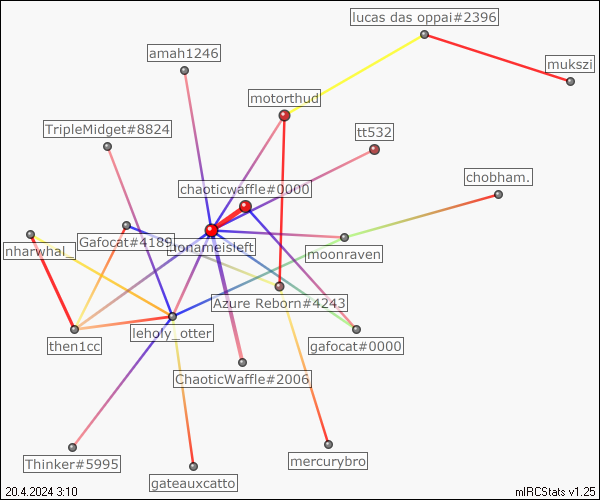 lucas das oppai#2396
amah1246
mukszi
motorthud
TripleMidget#8824
tt532
chobham.
chaoticwaffle#0000
Gafocat#4189
nonameisleft
nharwhal_
moonraven
Azure Reborn#4243
leholy_otter
then1cc
gafocat#0000
ChaoticWaffle#2006
Thinker#5995
mercurybro
gateauxcatto
20.4.2024 3:10
mIRCStats v1.25